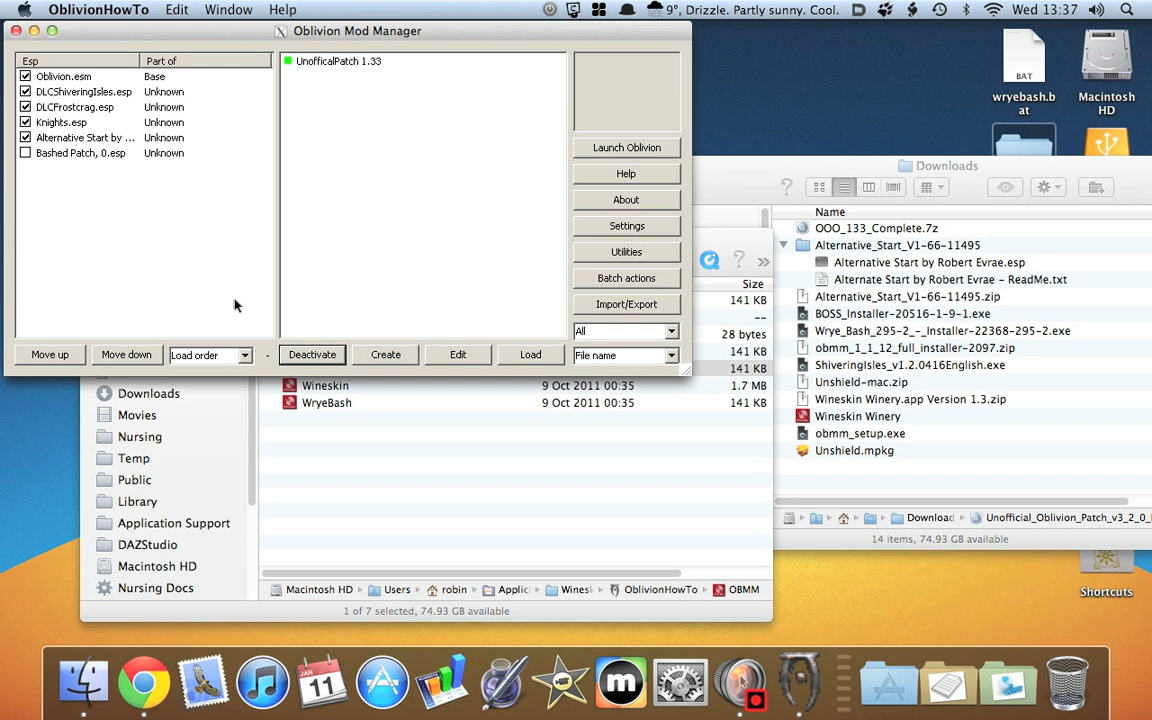 OblivionHowTo Edit Window Help
9°, Drizzle. Partly sunny. Cool.
Wed 13:37
Oblivion Mod Manager
Esp Part of
Oblivion.esm Base
DLCShiveringIsles.esp Unknown
DLCFrostcrag.esp Unknown
Knights.esp Unknown
Alternative Start by ... Unknown
Bashed Patch, 0.esp Unknown
UnofficalPatch 1.33
Launch Oblivion
Help
About
Settings
Utilities
Batch actions
Import/Export
All
File name
Move up
Move down
Load order
-
Deactivate
Create
Edit
Load
wryebash.b
at
BAT
Macintosh
HD
Downloads
Name
OOO_133_Complete.7z
Alternative_Start_V1-66-11495
Alternative Start by Robert Evrae.esp
Alternate Start by Robert Evrae - ReadMe.txt
Alternative_Start_V1-66-11495.zip
BOSS_Installer-20516-1-9-1.exe
Wrye_Bash_295-2_-_Installer-22368-295-2.exe
obmm_1_1_12_full_installer-2097.zip
ShiveringIsles_v1.2.0416English.exe
Unshield-mac.zip
Wineskin Winery.app Version 1.3.zip
Wineskin Winery
obmm_setup.exe
Unshield.mpkg
Download
Unofficial_Oblivion_Patch_v3_2_0_
14 items, 74.93 GB available
Size
141 KB
--
28 bytes
141 KB
141 KB
Wineskin 9 Oct 2011 00:35 1.7 MB
WryeBash 9 Oct 2011 00:35 141 KB
Downloads
Movies
Nursing
Temp
Public
Library
Application Support
DAZStudio
Macintosh HD
Nursing Docs
Macintosh HD Users robin Applic Wines OblivionHowTo OBMM
1 of 7 selected, 74.93 GB available
Shortcuts
11
m